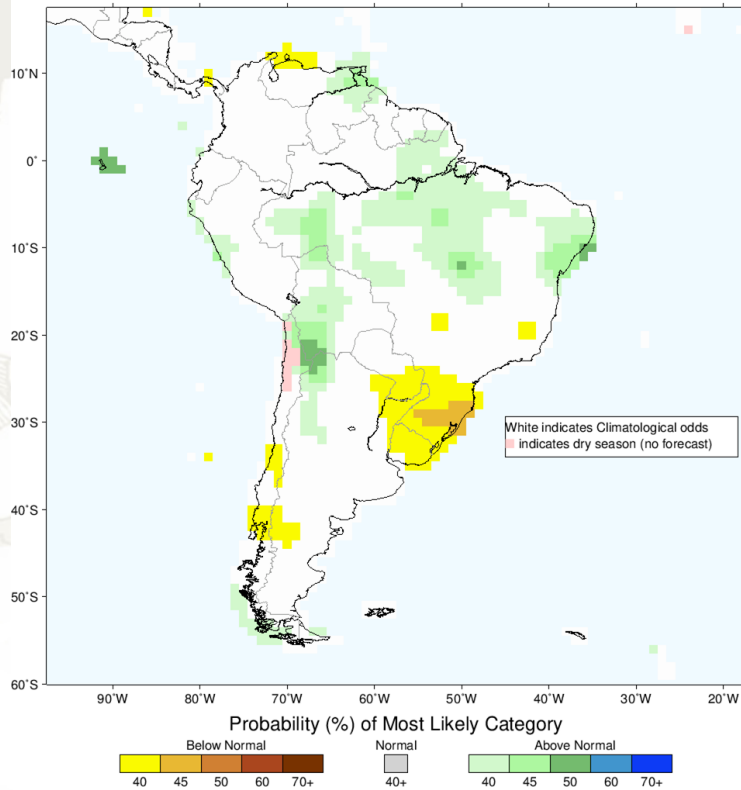 10°N
0°
10°S
20°S
30°S
40°S
50°S
60°S
White indicates Climatological odds
indicates dry season (no forecast)
90°W 80°W 70°W 60°W 50°W 40°W 30°W 20°W
Probability (%) of Most Likely Category
Below Normal Normal Above Normal
40 45 50 60 70+ 40+ 40 45 50 60 70+